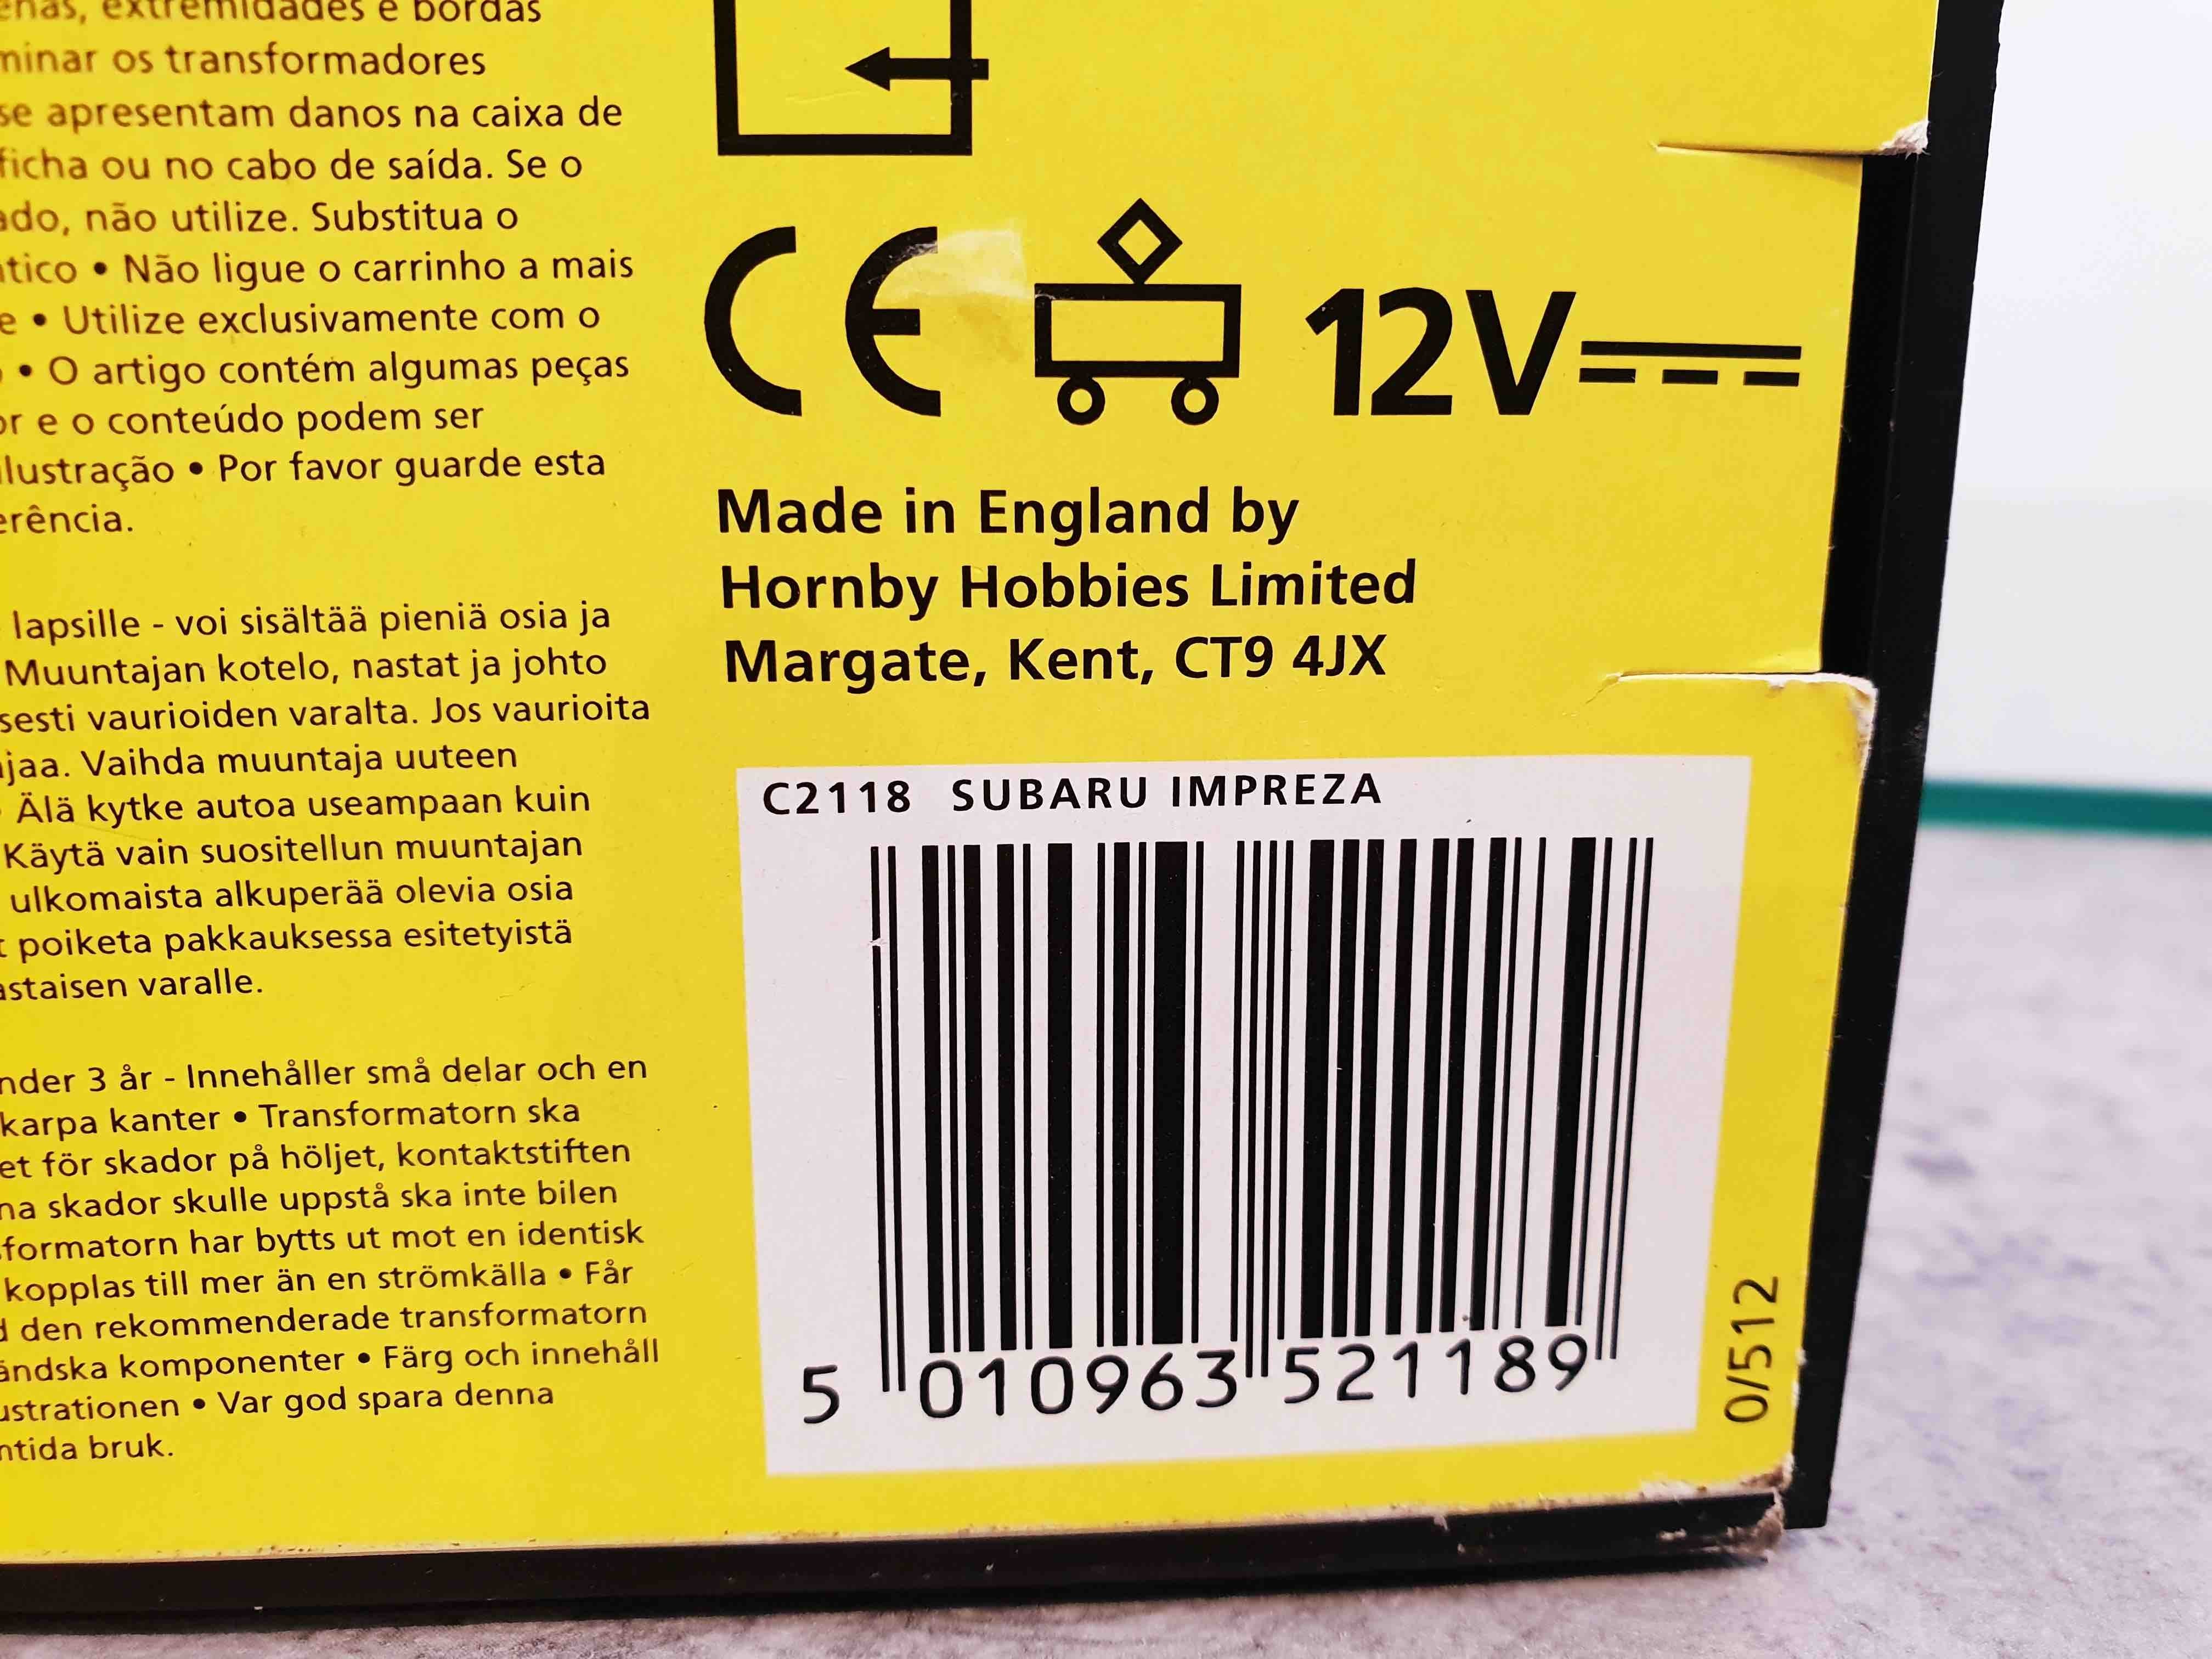 extremidades e bordas
minar os transformadores
se apresentam danos na caixa de
ficha ou no cabo de saída. Se o
ado, não utilize. Substitua o
tico • Não ligue o carrinho a mais
e • Utilize exclusivamente com o
• O artigo contém algumas peças
or e o conteúdo podem ser
ilustração • Por favor guarde esta
erência.
lapsille - voi sisältää pieniä osia ja
Muuntajan kotelo, nastat ja johto
sesti vaurioiden varalta. Jos vaurioita
jaa. Vaihda muuntaja uuteen
Älä kytke autoa useampaan kuin
Käytä vain suositellun muuntajan
ulkomaista alkuperää olevia osia
t poiketa pakkauksessa esitetyistä
astaisen varalle.
nder 3 år - Innehåller små delar och en
karpa kanter • Transformatorn ska
et för skador på höljet, kontaktstiften
na skador skulle uppstå ska inte bilen
sformatorn har bytts ut mot en identisk
kopplas till mer än en strömkälla • Får
d den rekommenderade transformatorn
ändska komponenter • Färg och innehåll
ustrationen • Var god spara denna
ntida bruk.
CE 12V
Made in England by
Hornby Hobbies Limited
Margate, Kent, CT9 4JX
C2118 SUBARU IMPREZA
5 010963 521189
0/512